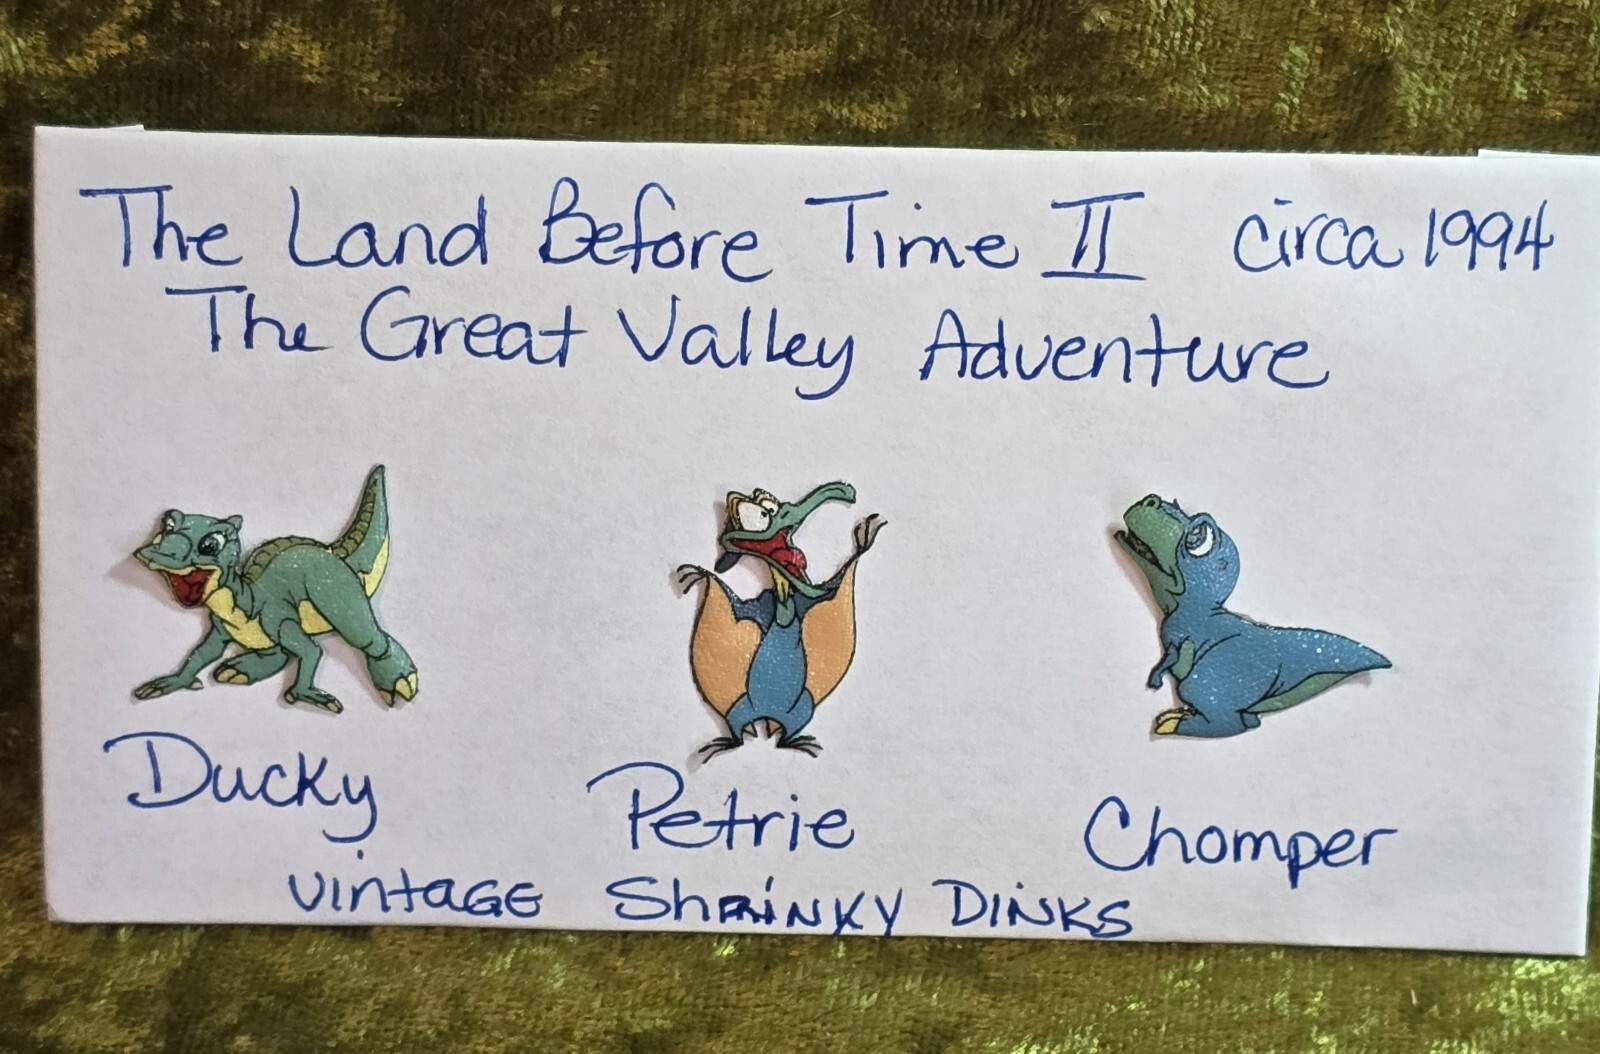 The Land Before Time II circa 1994
The Great Valley Adventure
Ducky Petrie Chomper
vintage Shrinky Dinks